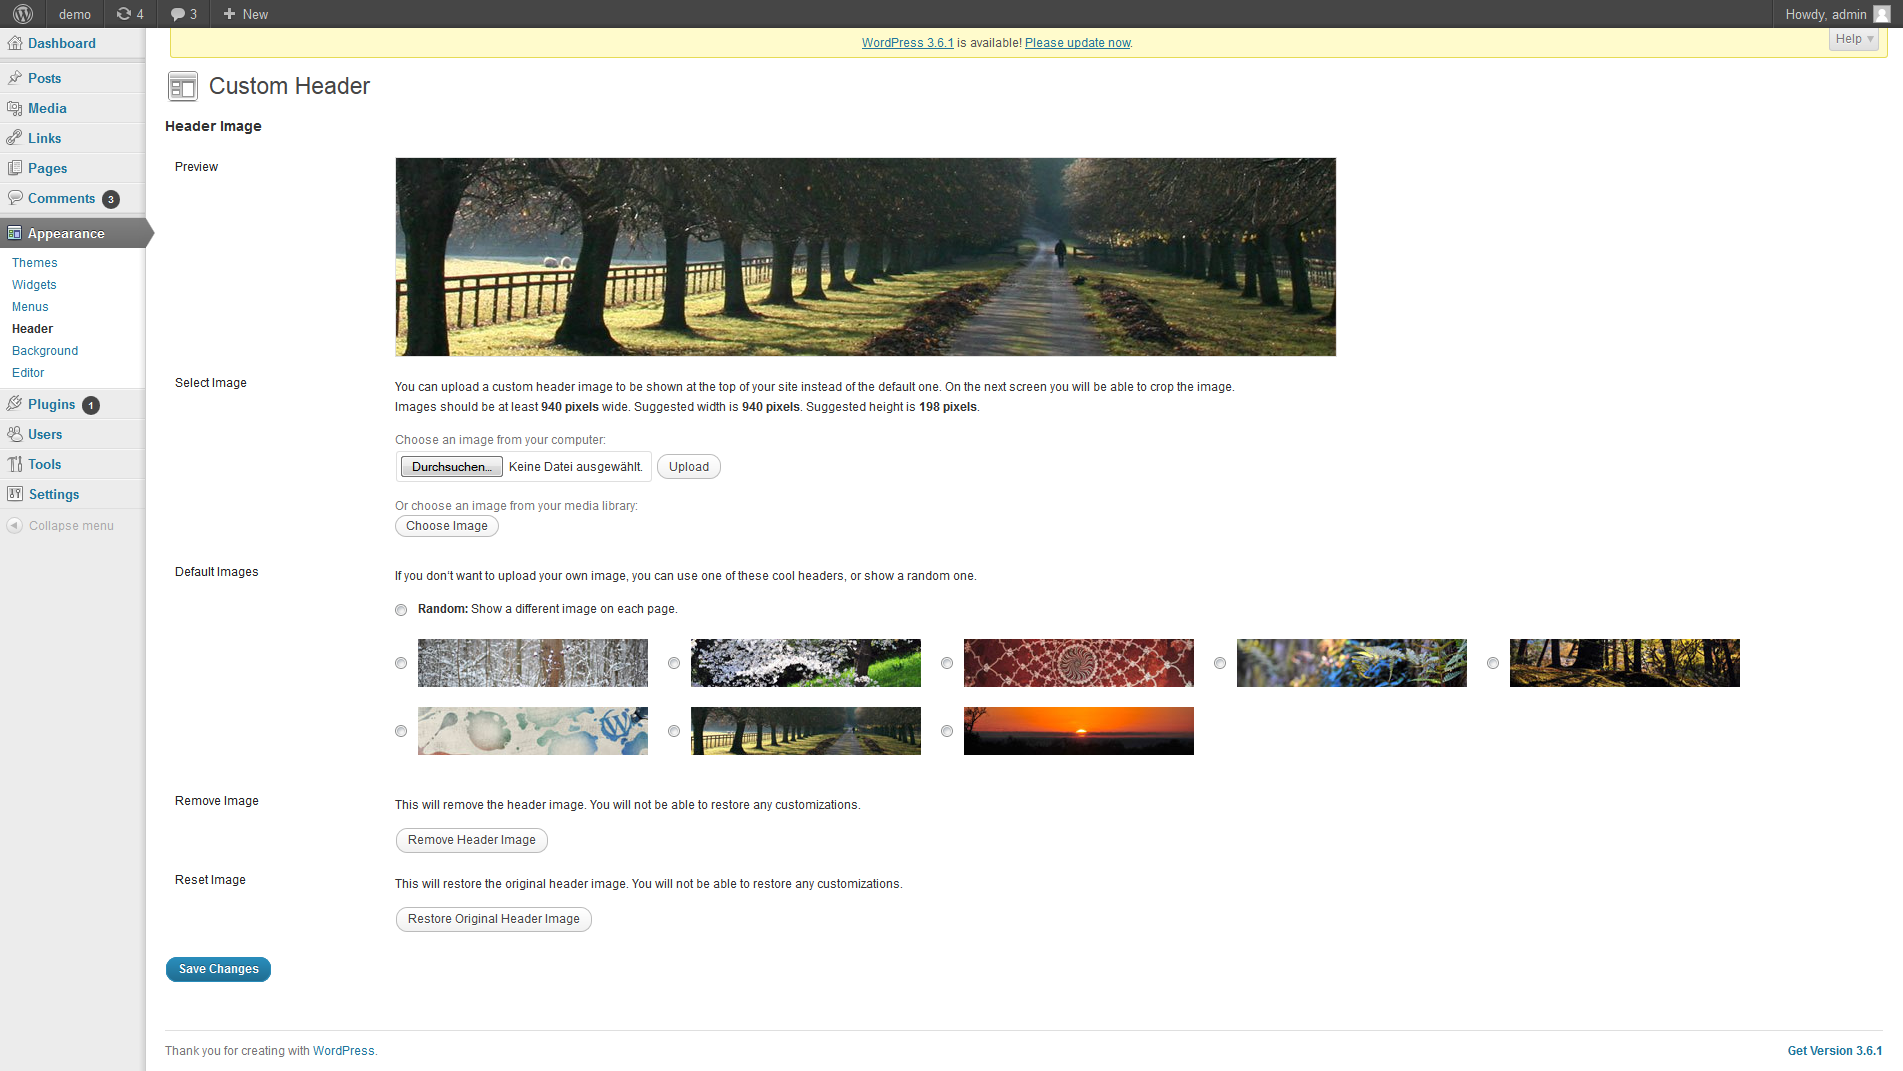 demo
4
3
New
Howdy, admin
Dashboard
Posts
Media
Links
Pages
Comments 3
Appearance
Themes
Widgets
Menus
Header
Background
Editor
Plugins 1
Users
Tools
Settings
Collapse menu
WordPress 3.6.1 is available! Please update now.
Help
Custom Header
Header Image
Preview
Select Image
You can upload a custom header image to be shown at the top of your site instead of the default one. On the next screen you will be able to crop the image.
Images should be at least 940 pixels wide. Suggested width is 940 pixels. Suggested height is 198 pixels.
Choose an image from your computer:
Durchsuchen... Keine Datei ausgewählt. Upload
Or choose an image from your media library:
Choose Image
Default Images
If you don't want to upload your own image, you can use one of these cool headers, or show a random one.
Random: Show a different image on each page.
Remove Image
This will remove the header image. You will not be able to restore any customizations.
Remove Header Image
Reset Image
This will restore the original header image. You will not be able to restore any customizations.
Restore Original Header Image
Save Changes
Thank you for creating with WordPress.
Get Version 3.6.1